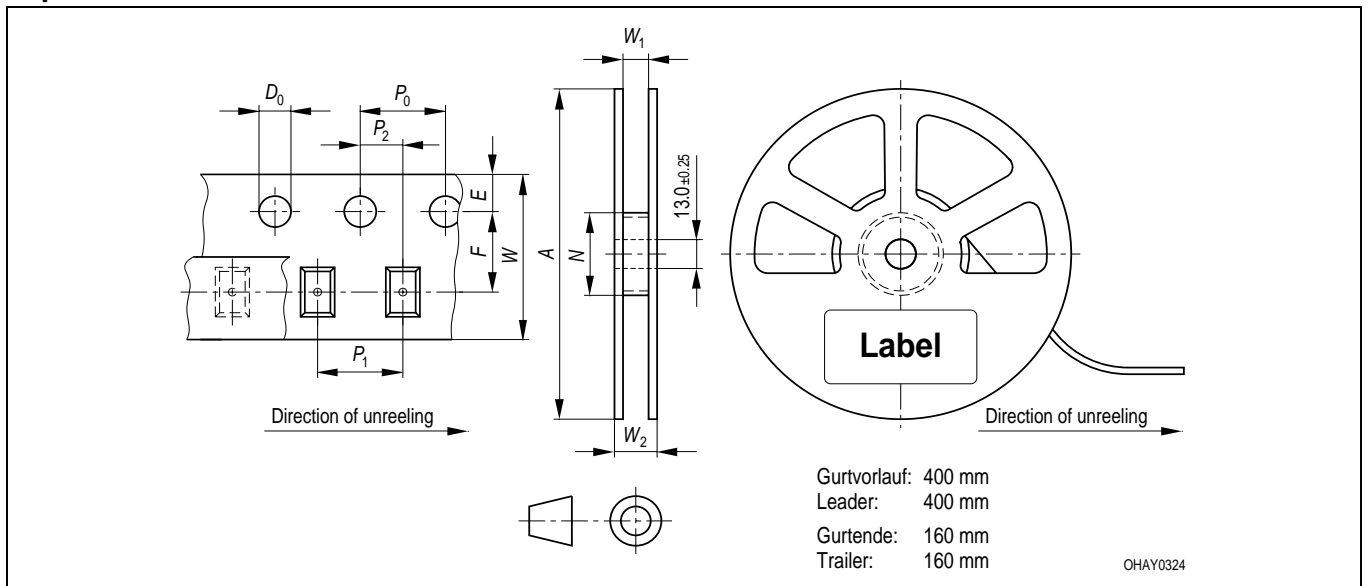 W₁
D₀
P₀
P₂
E
F
W
A
N
13.0 ±0.25
P₁
W₂
Label
Direction of unreeling
Direction of unreeling
Gurtvorlauf: 400 mm
Leader: 400 mm
Gurtende: 160 mm
Trailer: 160 mm
OHAY0324